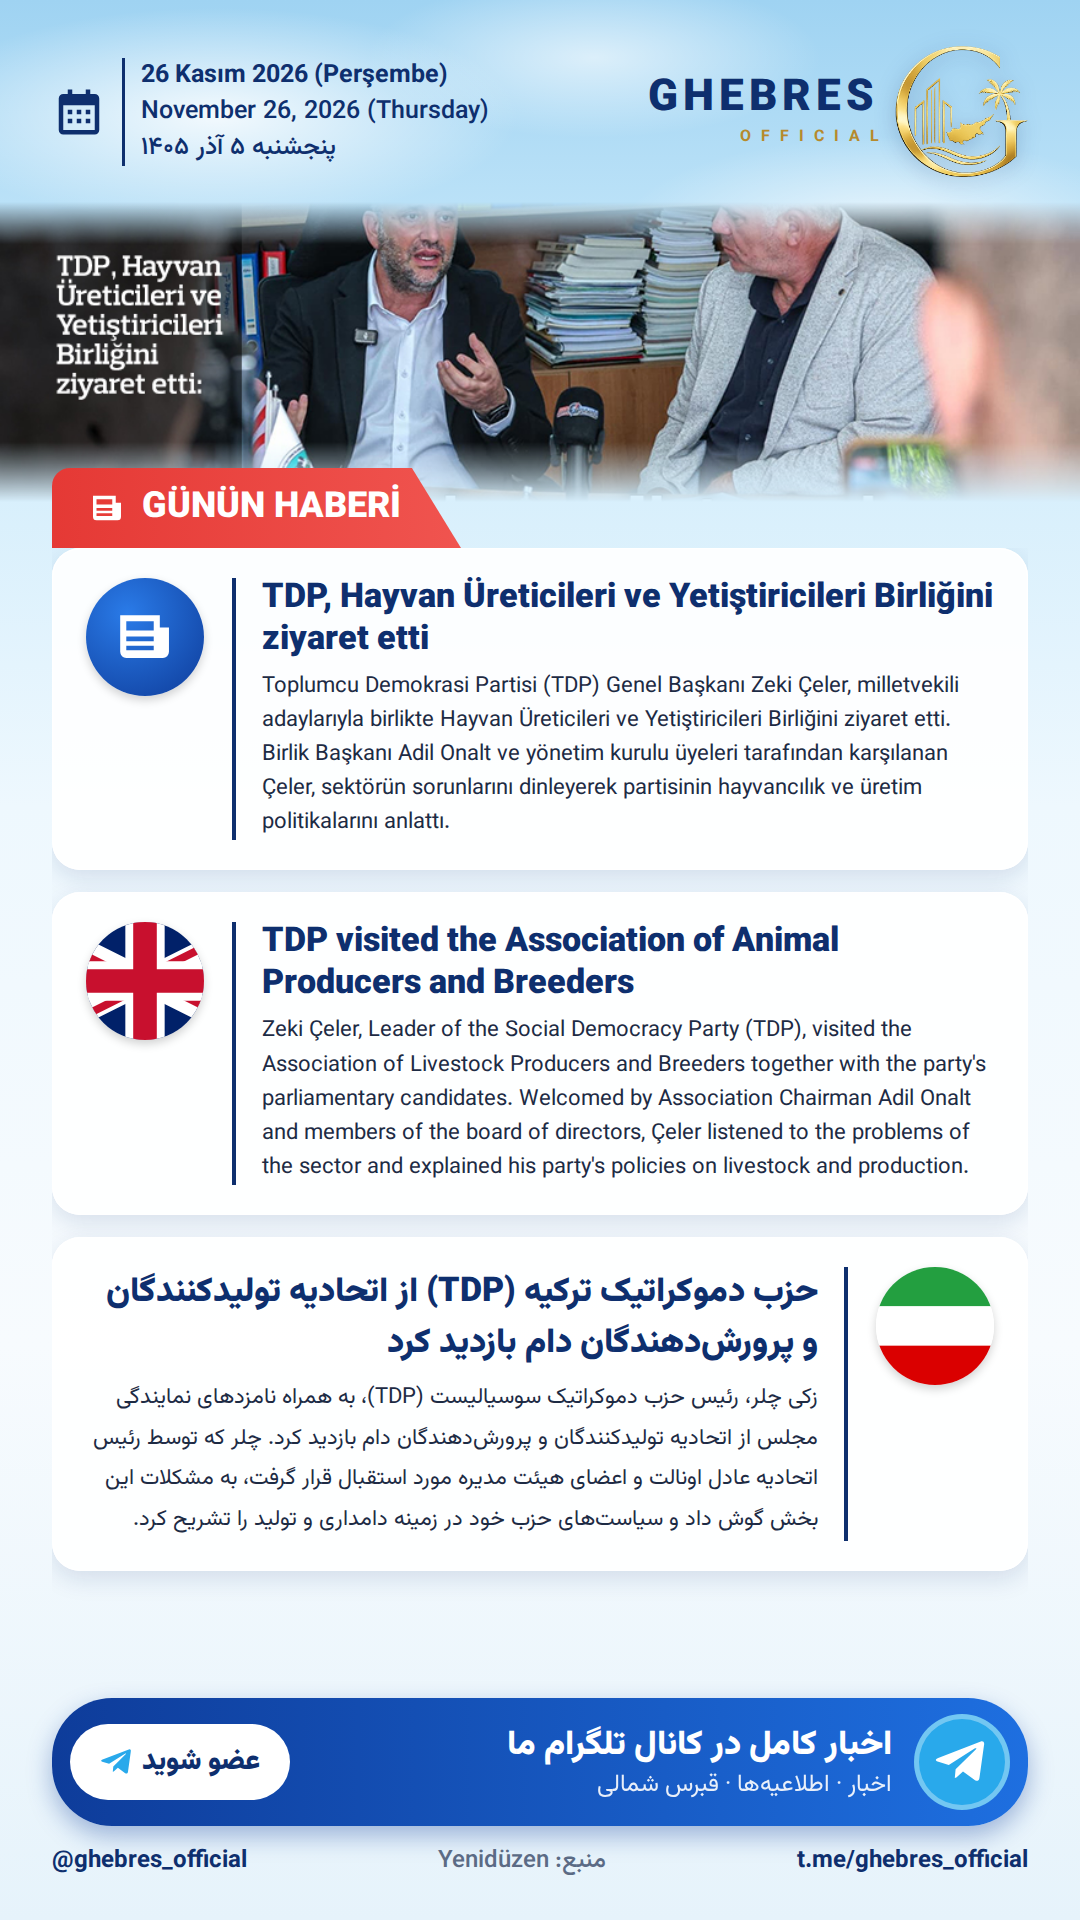 26 Kasım 2026 (Perşembe)
November 26, 2026 (Thursday)
پنجشنبه ۵ آذر ۱۴۰۵
GHEBRES
OFFICIAL
TDP, Hayvan
Üreticileri ve
Yetiştiricileri
Birliğini
ziyaret etti:
GÜNÜN HABERİ
TDP, Hayvan Üreticileri ve Yetiştiricileri Birliğini
ziyaret etti
Toplumcu Demokrasi Partisi (TDP) Genel Başkanı Zeki Çeler, milletvekili
adaylarıyla birlikte Hayvan Üreticileri ve Yetiştiricileri Birliğini ziyaret etti.
Birlik Başkanı Adil Onalt ve yönetim kurulu üyeleri tarafından karşılanan
Çeler, sektörün sorunlarını dinleyerek partisinin hayvancılık ve üretim
politikalarını anlattı.
TDP visited the Association of Animal
Producers and Breeders
Zeki Çeler, Leader of the Social Democracy Party (TDP), visited the
Association of Livestock Producers and Breeders together with the party's
parliamentary candidates. Welcomed by Association Chairman Adil Onalt
and members of the board of directors, Çeler listened to the problems of
the sector and explained his party's policies on livestock and production.
حزب دموکراتیک ترکیه (TDP) از اتحادیه تولیدکنندگان
و پرورش‌دهندگان دام بازدید کرد
زکی چلر، رئیس حزب دموکراتیک سوسیالیست (TDP)، به همراه نامزدهای نمایندگی
مجلس از اتحادیه تولیدکنندگان و پرورش‌دهندگان دام بازدید کرد. چلر که توسط رئیس
اتحادیه عادل اونالت و اعضای هیئت مدیره مورد استقبال قرار گرفت، به مشکلات این
بخش گوش داد و سیاست‌های حزب خود در زمینه دامداری و تولید را تشریح کرد.
اخبار کامل در کانال تلگرام ما
اخبار · اطلاعیه‌ها · قبرس شمالی
عضو شوید
@ghebres_official
منبع: Yenidüzen
t.me/ghebres_official